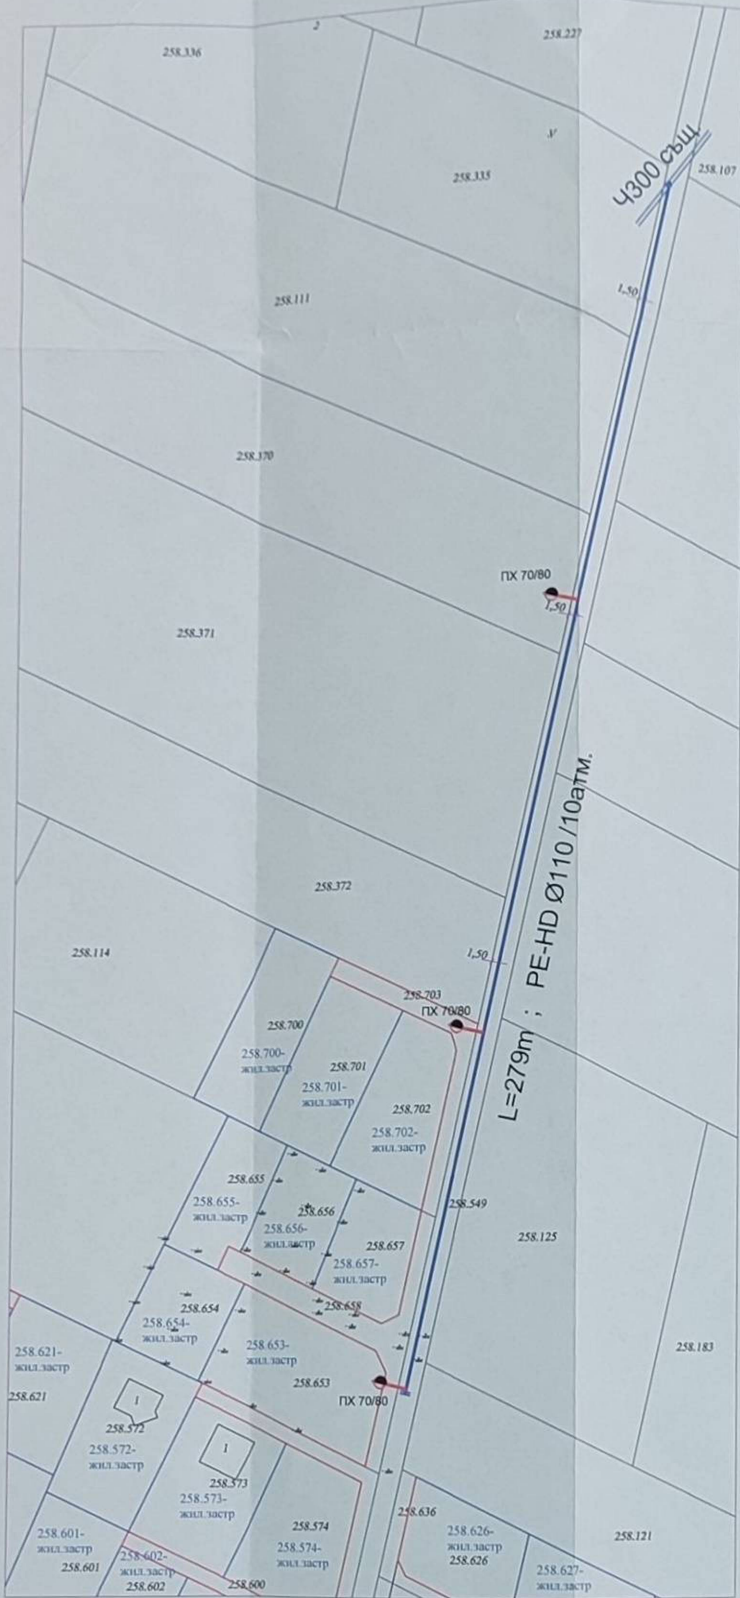 258.336
2
258.227
V
258.335
Ч300 същ.
258.107
1,50
258.111
258.370
ПХ 70/80
1,50
258.371
L=279m ; PE-HD Ø110 /10атм.
258.372
258.114
1,50
258.703
ПХ 70/80
258.700
258.700-
жил.застр
258.701
258.701-
жил.застр
258.702
258.702-
жил.застр
258.655
258.655-
жил.застр
258.656
258.656-
жил.застр
258.657
258.657-
жил.застр
258.549
258.125
258.658
258.654
258.654-
жил.застр
258.653-
жил.застр
258.653
ПХ 70/80
258.183
258.621-
жил.застр
258.621
1
258.572
258.572-
жил.застр
1
258.573
258.573-
жил.застр
258.574
258.574-
жил.застр
258.636
258.626-
жил.застр
258.626
258.121
258.601-
жил.застр
258.601
258.602-
жил.застр
258.602
258.600
258.627-
жил.застр